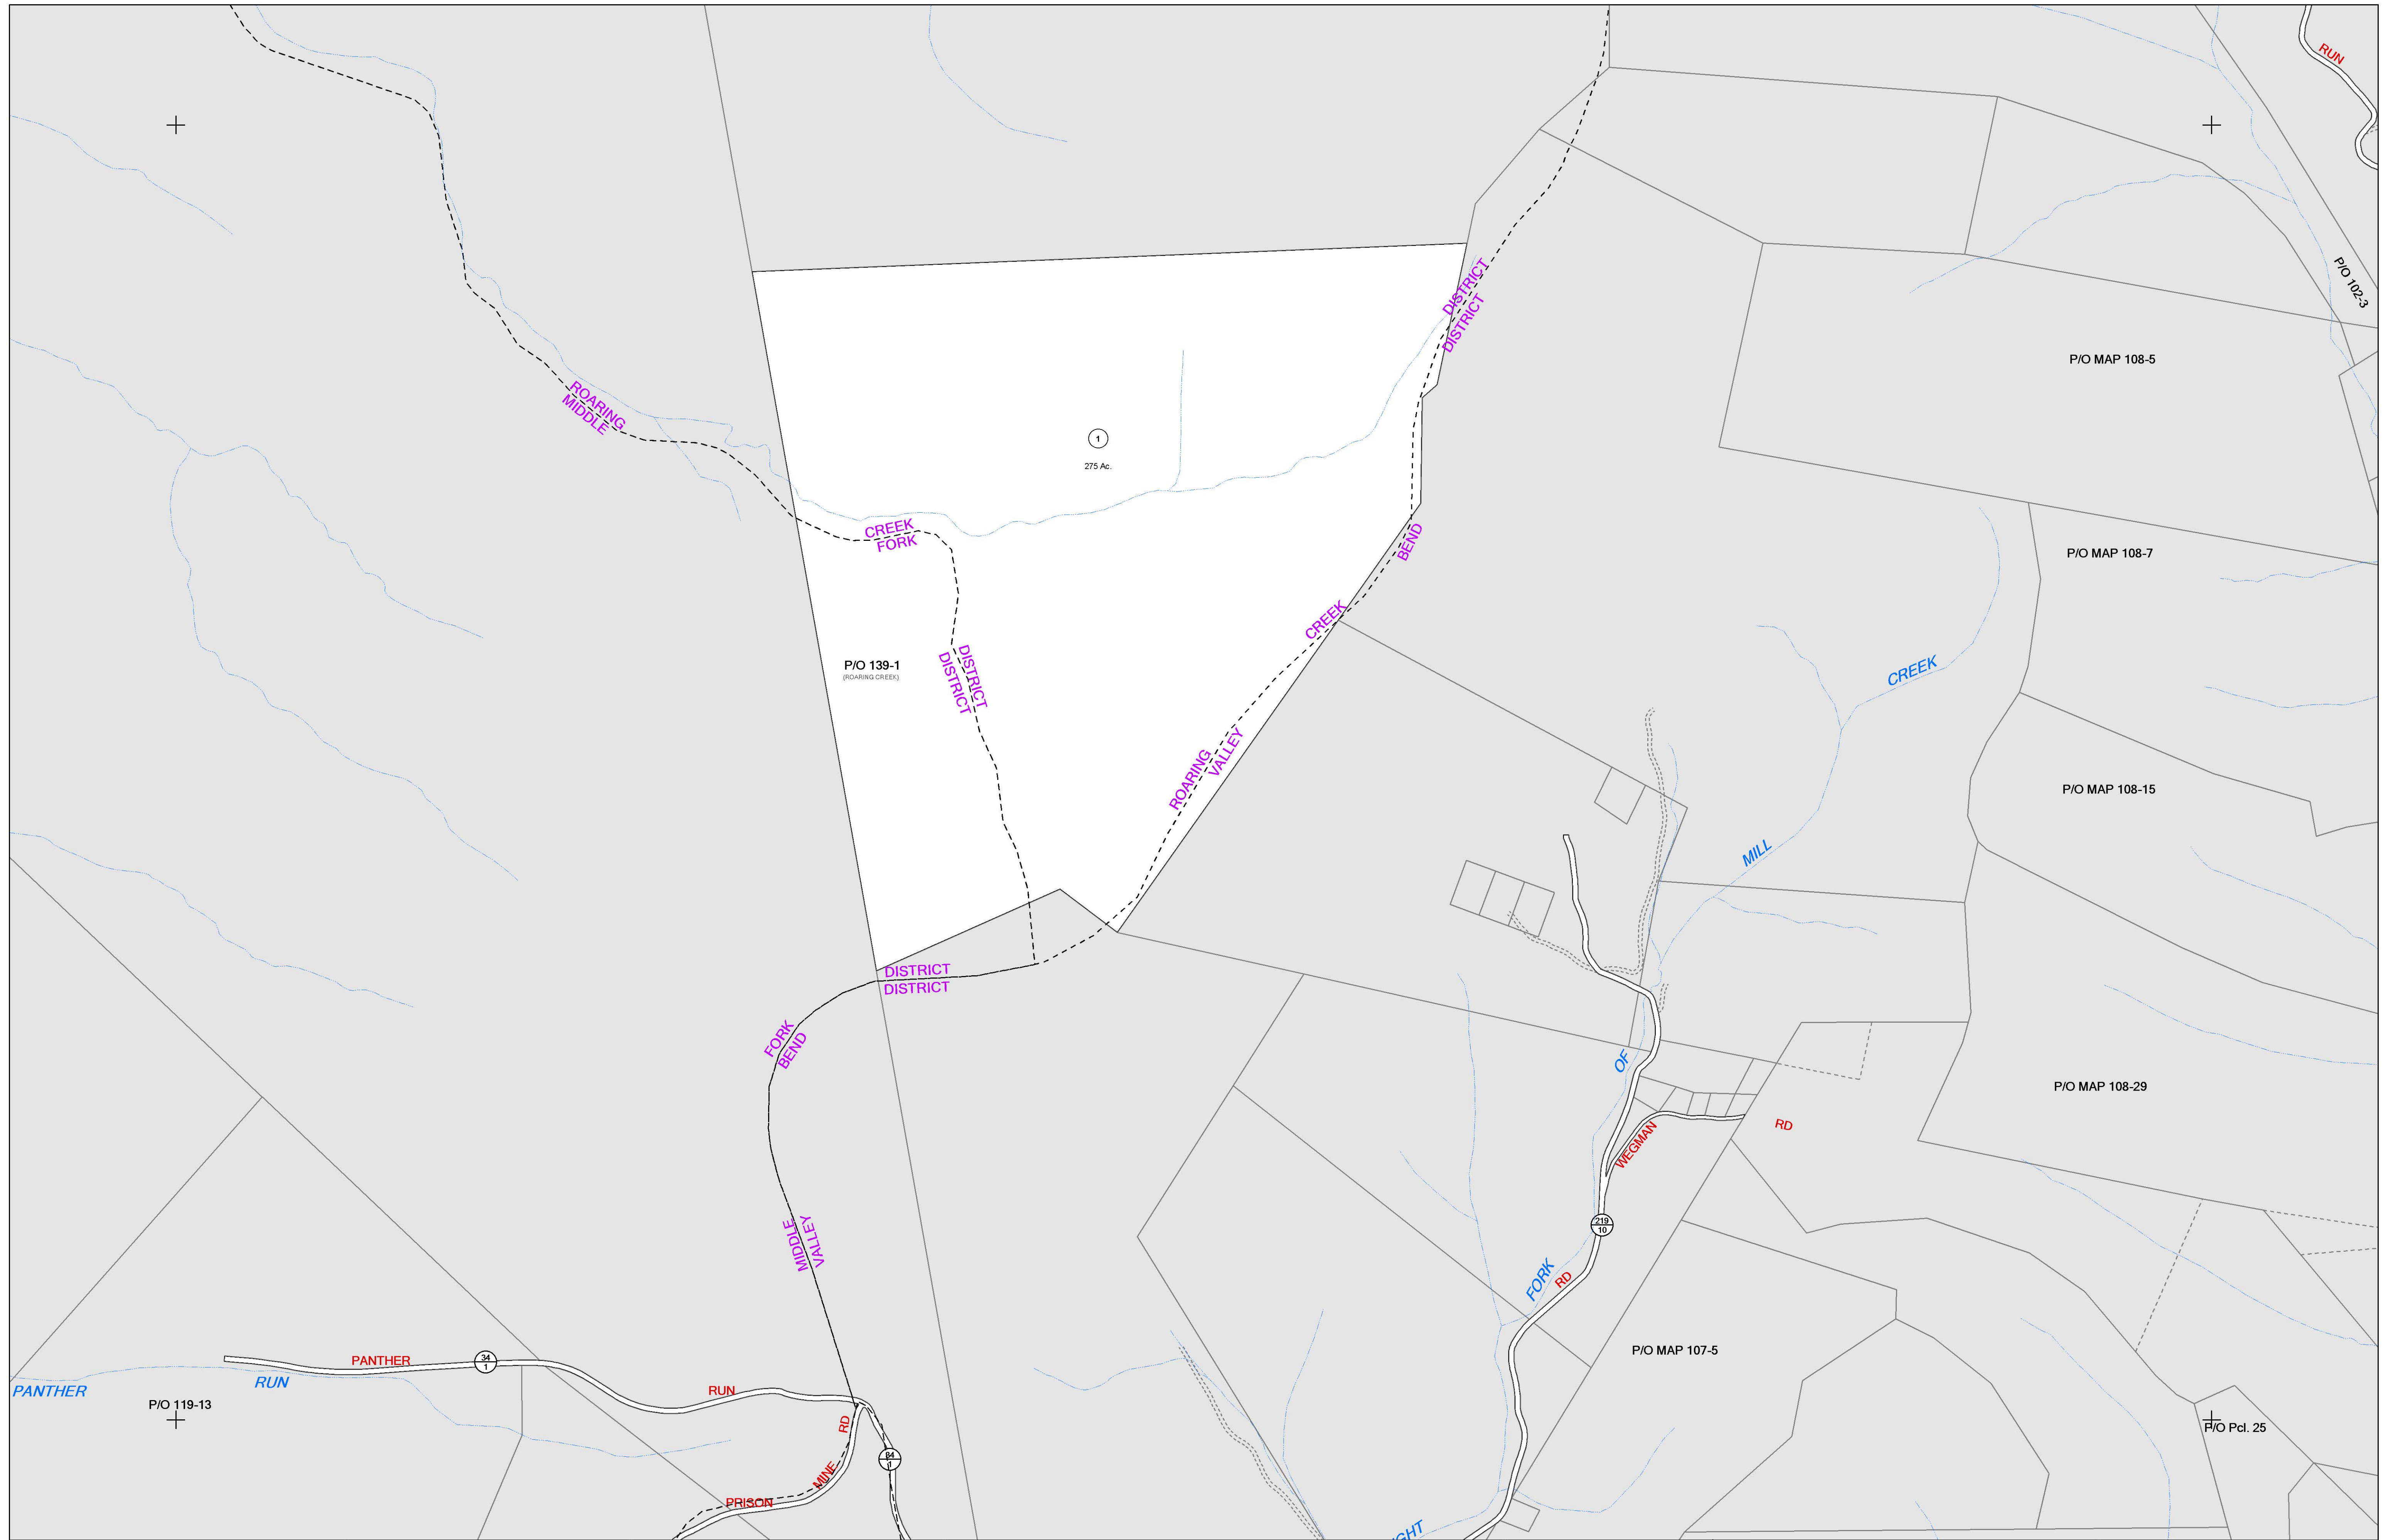 RUN
P/O 102-3
DISTRICT
DISTRICT
P/O MAP 108-5
ROARING
MIDDLE
1
275 Ac.
CREEK
FORK
BEND
P/O MAP 108-7
CREEK
P/O 139-1
(ROARING CREEK)
DISTRICT
DISTRICT
CREEK
ROARING
VALLEY
P/O MAP 108-15
MILL
DISTRICT
DISTRICT
FORK
BEND
OF
P/O MAP 108-29
WEGMAN
RD
MIDDLE
VALLEY
219
10
FORK
RD
P/O MAP 107-5
PANTHER
34
1
PANTHER
RUN
RUN
P/O 119-13
RD
P/O Pcl. 25
34
1
MINE
PRISON